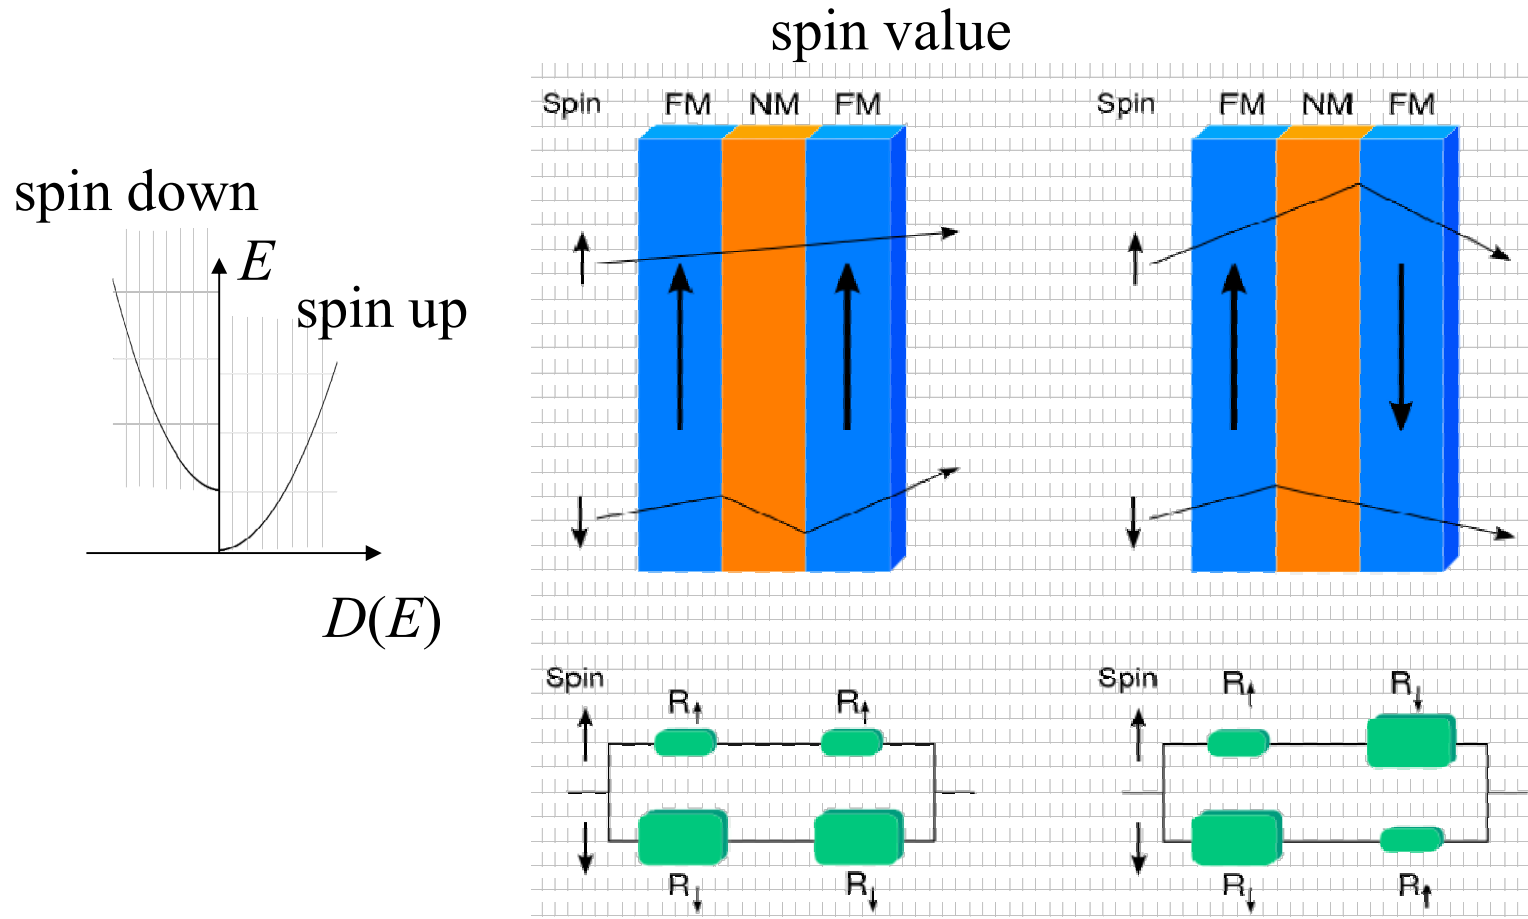 spin value
Spin FM NM FM
Spin FM NM FM
spin down
E
spin up
D(E)
Spin
R↑
R↑
R↓
R↓
Spin
R↑
R↓
R↓
R↑